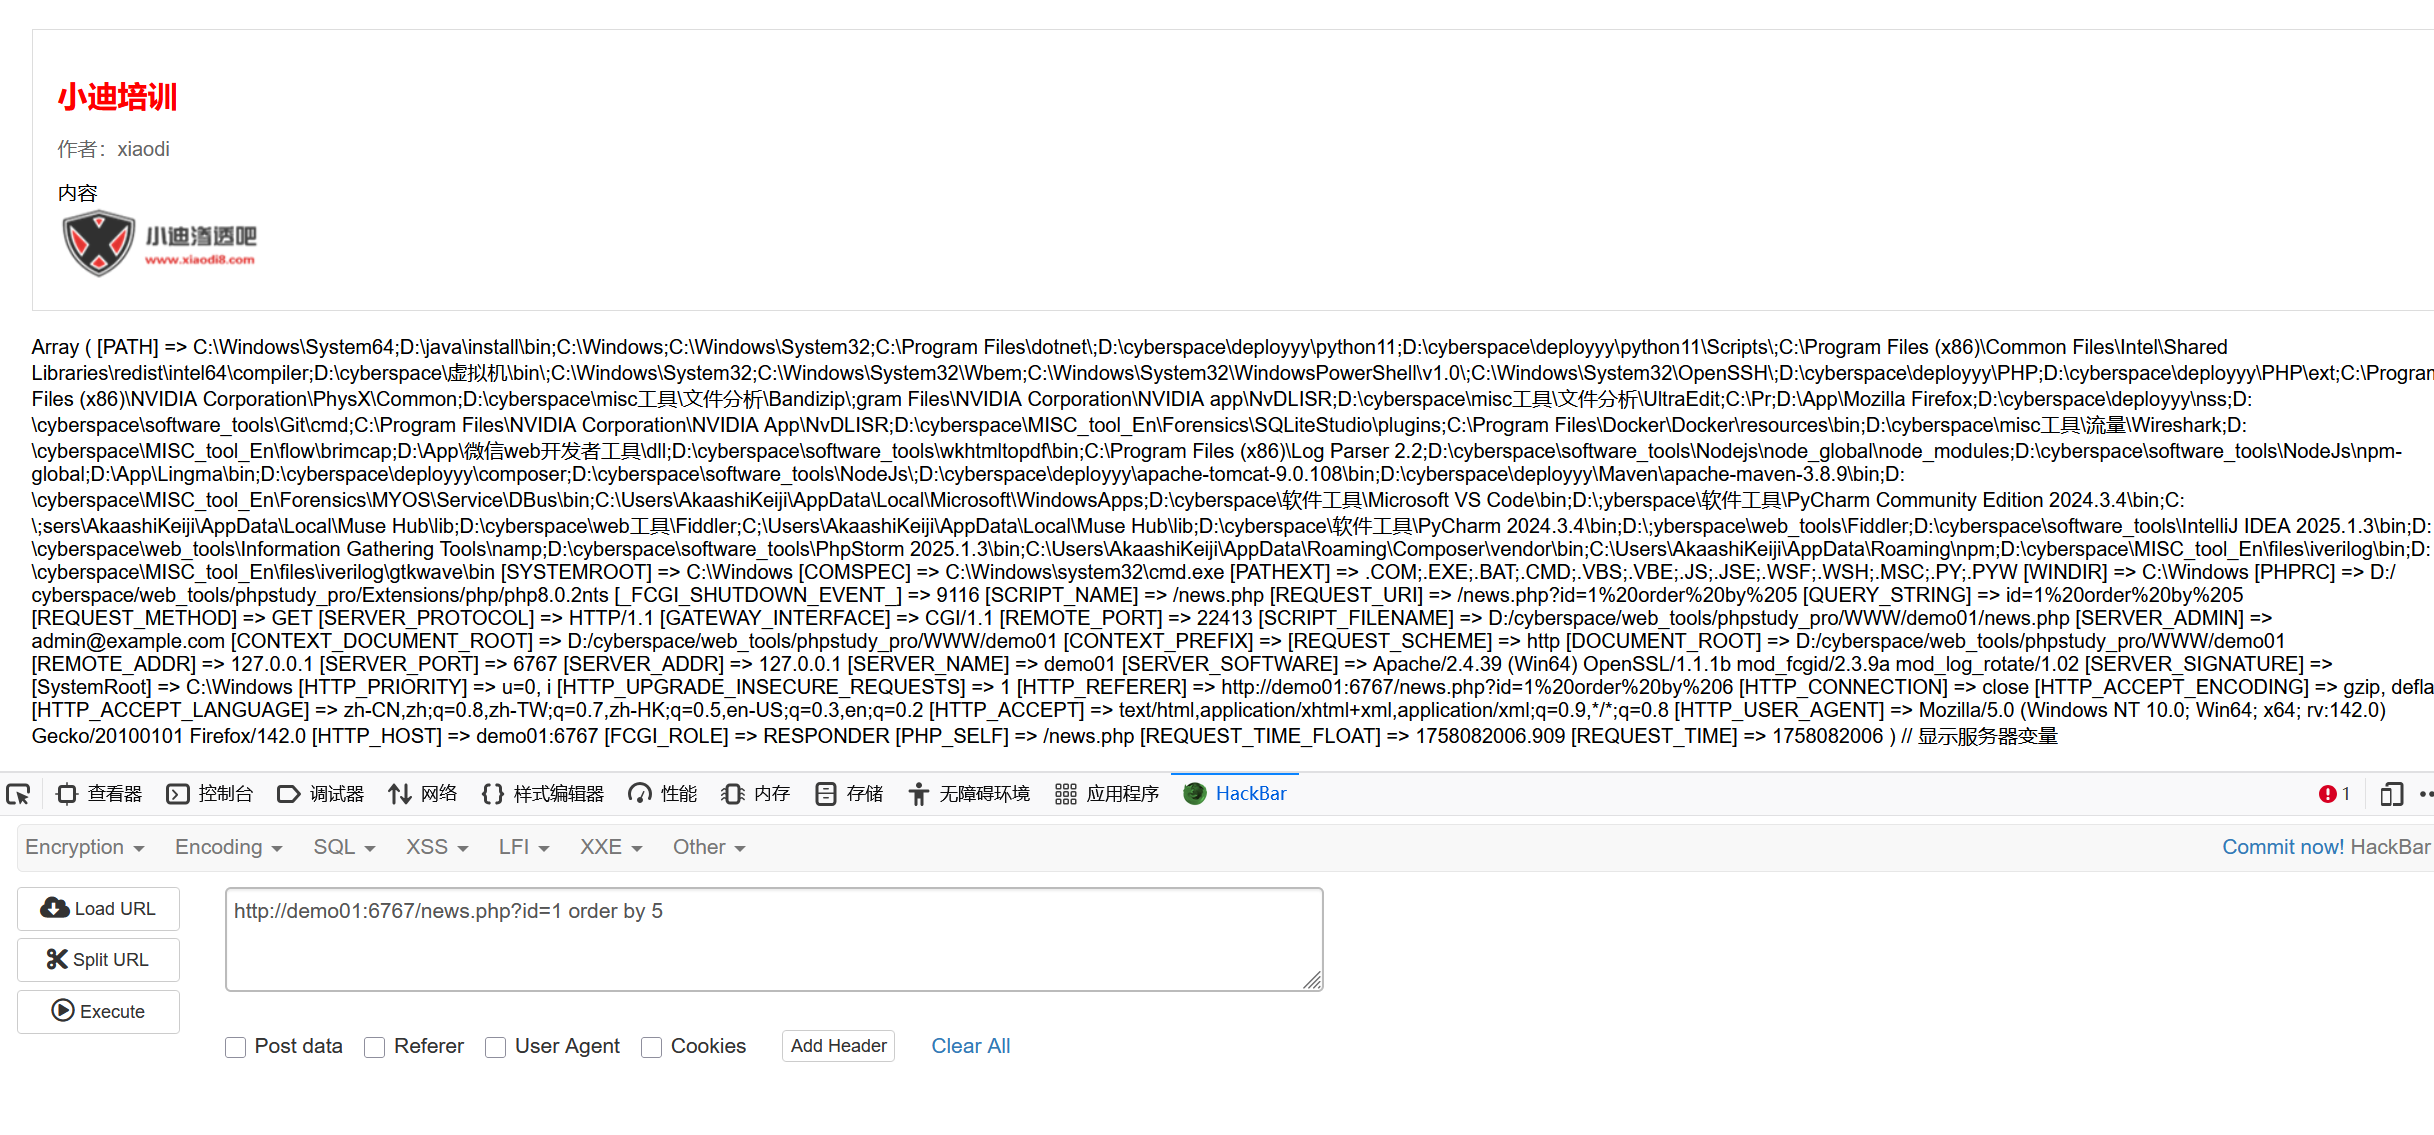 小迪培训
作者：xiaodi
内容
小迪渗透吧
www.xiaodi8.com
Array ( [PATH] => C:\Windows\System64;D:\java\install\bin;C:\Windows;C:\Windows\System32;C:\Program Files\dotnet\;D:\cyberspace\deployyy\python11;D:\cyberspace\deployyy\python11\Scripts\;C:\Program Files (x86)\Common Files\Intel\Shared
Libraries\redist\intel64\compiler;D:\cyberspace\虚拟机\bin\;C:\Windows\System32;C:\Windows\System32\Wbem;C:\Windows\System32\WindowsPowerShell\v1.0\;C:\Windows\System32\OpenSSH\;D:\cyberspace\deployyy\PHP;D:\cyberspace\deployyy\PHP\ext;C:\Program
Files (x86)\NVIDIA Corporation\PhysX\Common;D:\cyberspace\misc工具\文件分析\Bandizip\;gram Files\NVIDIA Corporation\NVIDIA app\NvDLISR;D:\cyberspace\misc工具\文件分析\UltraEdit;C:\Pr;D:\App\Mozilla Firefox;D:\cyberspace\deployyy\nss;D:
\cyberspace\software_tools\Git\cmd;C:\Program Files\NVIDIA Corporation\NVIDIA App\NvDLISR;D:\cyberspace\MISC_tool_En\Forensics\SQLiteStudio\plugins;C:\Program Files\Docker\Docker\resources\bin;D:\cyberspace\misc工具\流量\Wireshark;D:
\cyberspace\MISC_tool_En\flow\brimcap;D:\App\微信web开发者工具\dll;D:\cyberspace\software_tools\wkhtmltopdf\bin;C:\Program Files (x86)\Log Parser 2.2;D:\cyberspace\software_tools\Nodejs\node_global\node_modules;D:\cyberspace\software_tools\NodeJs\npm-
global;D:\App\Lingma\bin;D:\cyberspace\deployyy\composer;D:\cyberspace\software_tools\NodeJs\;D:\cyberspace\deployyy\apache-tomcat-9.0.108\bin;D:\cyberspace\deployyy\Maven\apache-maven-3.8.9\bin;D:
\cyberspace\MISC_tool_En\Forensics\MYOS\Service\DBus\bin;C:\Users\AkaashiKeiji\AppData\Local\Microsoft\WindowsApps;D:\cyberspace\软件工具\Microsoft VS Code\bin;D:\;yberspace\软件工具\PyCharm Community Edition 2024.3.4\bin;C:
\;sers\AkaashiKeiji\AppData\Local\Muse Hub\lib;D:\cyberspace\web工具\Fiddler;C,\Users\AkaashiKeiji\AppData\Local\Muse Hub\lib;D:\cyberspace\软件工具\PyCharm 2024.3.4\bin;D:\;yberspace\web_tools\Fiddler;D:\cyberspace\software_tools\IntelliJ IDEA 2025.1.3\bin;D:
\cyberspace\web_tools\Information Gathering Tools\namp;D:\cyberspace\software_tools\PhpStorm 2025.1.3\bin;C:\Users\AkaashiKeiji\AppData\Roaming\Composer\vendor\bin;C:\Users\AkaashiKeiji\AppData\Roaming\npm;D:\cyberspace\MISC_tool_En\files\iverilog\bin;D:
\cyberspace\MISC_tool_En\files\iverilog\gtkwave\bin [SYSTEMROOT] => C:\Windows [COMSPEC] => C:\Windows\system32\cmd.exe [PATHEXT] => .COM;.EXE;.BAT;.CMD;.VBS;.VBE;.JS;.JSE;.WSF;.WSH;.MSC;.PY;.PYW [WINDIR] => C:\Windows [PHPRC] => D:/
cyberspace/web_tools/phpstudy_pro/Extensions/php/php8.0.2nts [_FCGI_SHUTDOWN_EVENT_] => 9116 [SCRIPT_NAME] => /news.php [REQUEST_URI] => /news.php?id=1%20order%20by%205 [QUERY_STRING] => id=1%20order%20by%205
[REQUEST_METHOD] => GET [SERVER_PROTOCOL] => HTTP/1.1 [GATEWAY_INTERFACE] => CGI/1.1 [REMOTE_PORT] => 22413 [SCRIPT_FILENAME] => D:/cyberspace/web_tools/phpstudy_pro/WWW/demo01/news.php [SERVER_ADMIN] =>
admin@example.com [CONTEXT_DOCUMENT_ROOT] => D:/cyberspace/web_tools/phpstudy_pro/WWW/demo01 [CONTEXT_PREFIX] => [REQUEST_SCHEME] => http [DOCUMENT_ROOT] => D:/cyberspace/web_tools/phpstudy_pro/WWW/demo01
[REMOTE_ADDR] => 127.0.0.1 [SERVER_PORT] => 6767 [SERVER_ADDR] => 127.0.0.1 [SERVER_NAME] => demo01 [SERVER_SOFTWARE] => Apache/2.4.39 (Win64) OpenSSL/1.1.1b mod_fcgid/2.3.9a mod_log_rotate/1.02 [SERVER_SIGNATURE] =>
[SystemRoot] => C:\Windows [HTTP_PRIORITY] => u=0, i [HTTP_UPGRADE_INSECURE_REQUESTS] => 1 [HTTP_REFERER] => http://demo01:6767/news.php?id=1%20order%20by%206 [HTTP_CONNECTION] => close [HTTP_ACCEPT_ENCODING] => gzip, defla
[HTTP_ACCEPT_LANGUAGE] => zh-CN,zh;q=0.8,zh-TW;q=0.7,zh-HK;q=0.5,en-US;q=0.3,en;q=0.2 [HTTP_ACCEPT] => text/html,application/xhtml+xml,application/xml;q=0.9,*/*;q=0.8 [HTTP_USER_AGENT] => Mozilla/5.0 (Windows NT 10.0; Win64; x64; rv:142.0)
Gecko/20100101 Firefox/142.0 [HTTP_HOST] => demo01:6767 [FCGI_ROLE] => RESPONDER [PHP_SELF] => /news.php [REQUEST_TIME_FLOAT] => 1758082006.909 [REQUEST_TIME] => 1758082006 ) // 显示服务器变量
查看器 控制台 调试器 网络 样式编辑器 性能 内存 存储 无障碍环境 应用程序 HackBar 1
Encryption Encoding SQL XSS LFI XXE Other Commit now! HackBar
Load URL
http://demo01:6767/news.php?id=1 order by 5
Split URL
Execute
Post data Referer User Agent Cookies Add Header Clear All